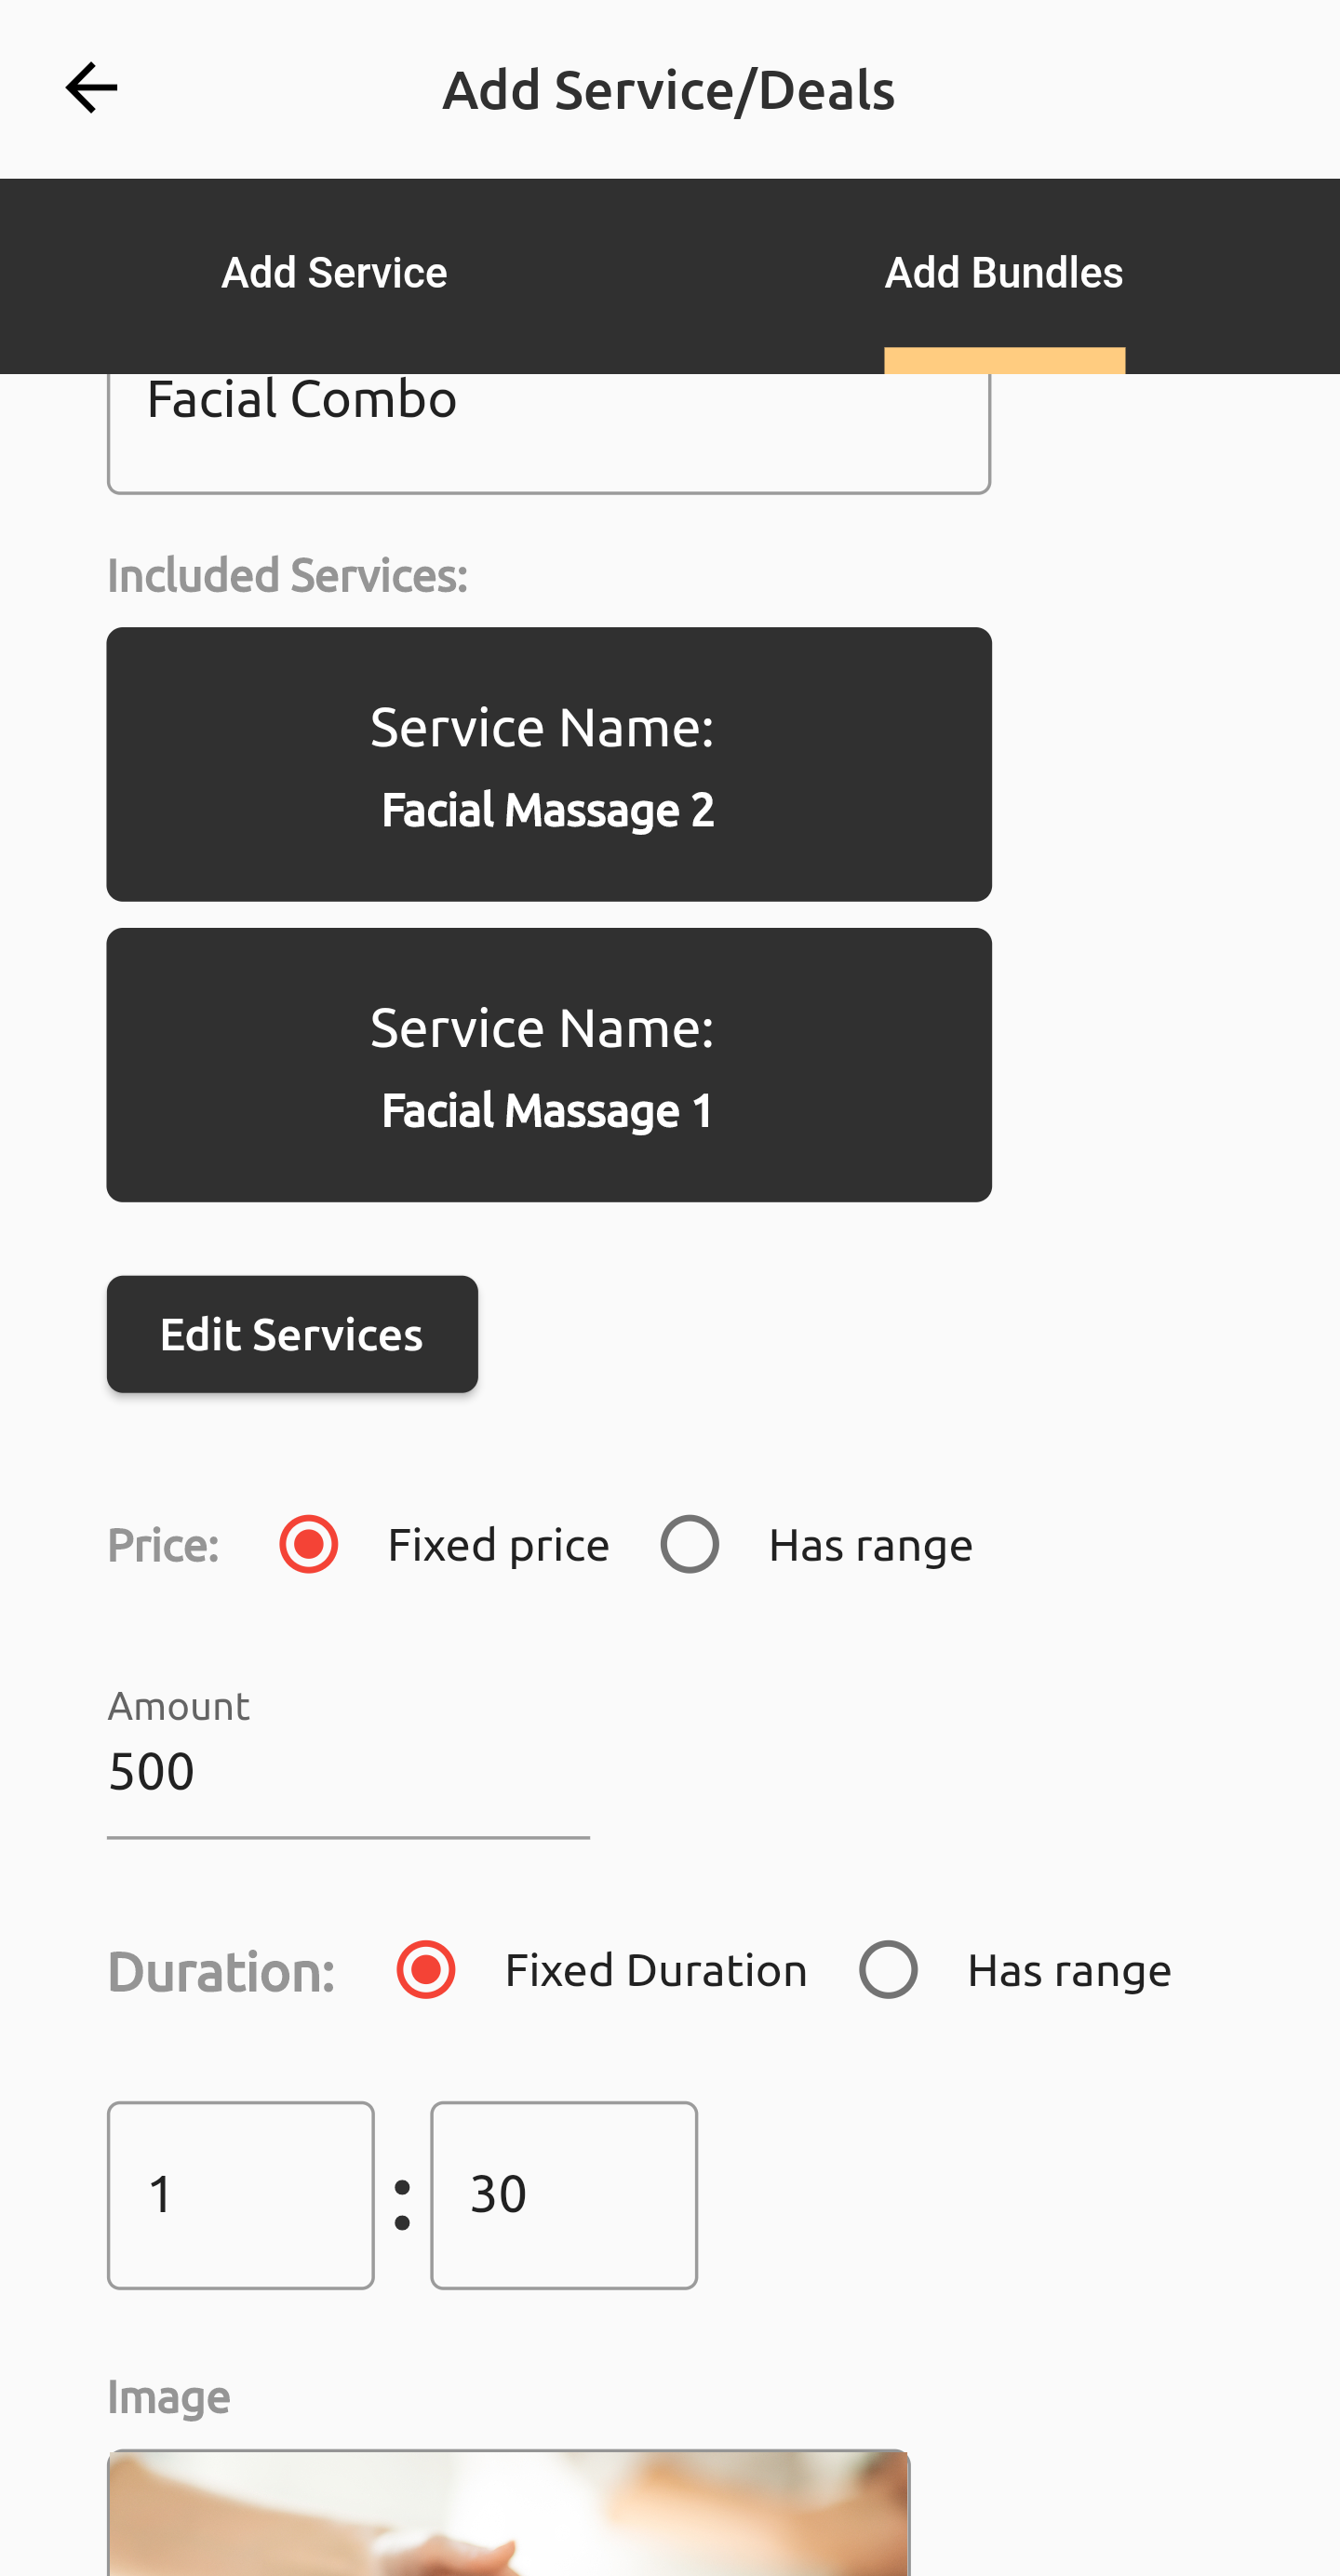 Add Service/Deals
Add Service
Add Bundles
Facial Combo
Included Services:
Service Name:
Facial Massage 2
Service Name:
Facial Massage 1
Edit Services
Price: Fixed price Has range
Amount
500
Duration: Fixed Duration Has range
1 : 30
Image